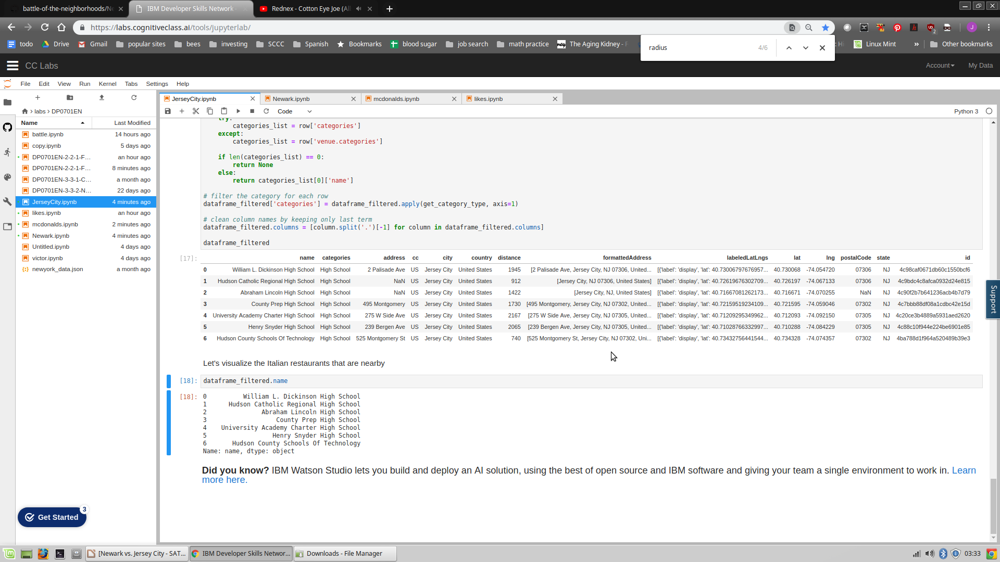 battle-of-the-neighborhoods/Ne
IBM Developer Skills Network -
Rednex - Cotton Eye Joe (Al
https://labs.cognitiveclass.ai/tools/jupyterlab/
todo Drive Gmail popular sites bees investing SCCC Spanish Bookmarks blood sugar job search math practice The Aging Kidney - F Linux Mint » Other bookmarks
radius 4/6
CC Labs Account My Data
File Edit View Run Kernel Tabs Settings Help
JerseyCity.ipynb Newark.ipynb mcdonalds.ipynb likes.ipynb
> labs > DP0701EN
Code Python 3
Name Last Modified
battle.ipynb 14 hours ago
copy.ipynb 5 days ago
DP0701EN-2-2-1-F... an hour ago
DP0701EN-2-2-1-F... 8 minutes ago
DP0701EN-3-3-1-C... a month ago
DP0701EN-3-3-2-N... 22 days ago
JerseyCity.ipynb 4 minutes ago
likes.ipynb an hour ago
mcdonalds.ipynb 2 minutes ago
Newark.ipynb 4 minutes ago
Untitled.ipynb 4 days ago
victor.ipynb 4 days ago
newyork_data.json a month ago
Get Started 3
try:
categories_list = row['categories']
except:
categories_list = row['venue.categories']
if len(categories_list) == 0:
return None
else:
return categories_list[0]['name']
# filter the category for each row
dataframe_filtered['categories'] = dataframe_filtered.apply(get_category_type, axis=1)
# clean column names by keeping only last term
dataframe_filtered.columns = [column.split('.')[-1] for column in dataframe_filtered.columns]
dataframe_filtered
[17]: name categories address cc city country distance formattedAddress labeledLatLngs lat lng postalCode state id
0 William L. Dickinson High School High School 2 Palisade Ave US Jersey City United States 1945 [2 Palisade Ave, Jersey City, NJ 07306, United... [{'label': 'display', 'lat': 40.73006797676957... 40.730068 -74.054720 07306 NJ 4c98caf0671db60c1550bcf6
1 Hudson Catholic Regional High School High School NaN US Jersey City United States 912 [Jersey City, NJ 07306, United States] [{'label': 'display', 'lat': 40.72619676302709... 40.726197 -74.067133 07306 NJ 4c9bdc4c8afca0932d24e815
2 Abraham Lincoln High School High School NaN US Jersey City United States 1422 [Jersey City, NJ, United States] [{'label': 'display', 'lat': 40.71667081262173... 40.716671 -74.070255 NaN NJ 4c90f2b7b641236acb4b7d79
3 County Prep High School High School 495 Montgomery US Jersey City United States 1730 [495 Montgomery, Jersey City, NJ 07302, United... [{'label': 'display', 'lat': 40.72159519234109... 40.721595 -74.059046 07302 NJ 4c7bbb88df08a1cdbc42e15d
4 University Academy Charter High School High School 275 W Side Ave US Jersey City United States 2167 [275 W Side Ave, Jersey City, NJ 07305, United... [{'label': 'display', 'lat': 40.71209295349962... 40.712093 -74.092150 07305 NJ 4c20ce3b4889a5931aed2620
5 Henry Snyder High School High School 239 Bergen Ave US Jersey City United States 2065 [239 Bergen Ave, Jersey City, NJ 07305, United... [{'label': 'display', 'lat': 40.71028766332997... 40.710288 -74.084229 07305 NJ 4c88c10f944e224be6901e85
6 Hudson County Schools Of Technology High School 525 Montgomery St US Jersey City United States 740 [525 Montgomery St, Jersey City, NJ 07302, Uni... [{'label': 'display', 'lat': 40.73432756441544... 40.734328 -74.074357 07302 NJ 4ba788d1f964a520489b39e3
Let's visualize the Italian restaurants that are nearby
[18]: dataframe_filtered.name
[18]: 0 William L. Dickinson High School
1 Hudson Catholic Regional High School
2 Abraham Lincoln High School
3 County Prep High School
4 University Academy Charter High School
5 Henry Snyder High School
6 Hudson County Schools Of Technology
Name: name, dtype: object
Did you know? IBM Watson Studio lets you build and deploy an AI solution, using the best of open source and IBM software and giving your team a single environment to work in. Learn
more here.
Support
[Newark vs. Jersey City - SAT... IBM Developer Skills Networ... Downloads - File Manager 03:33